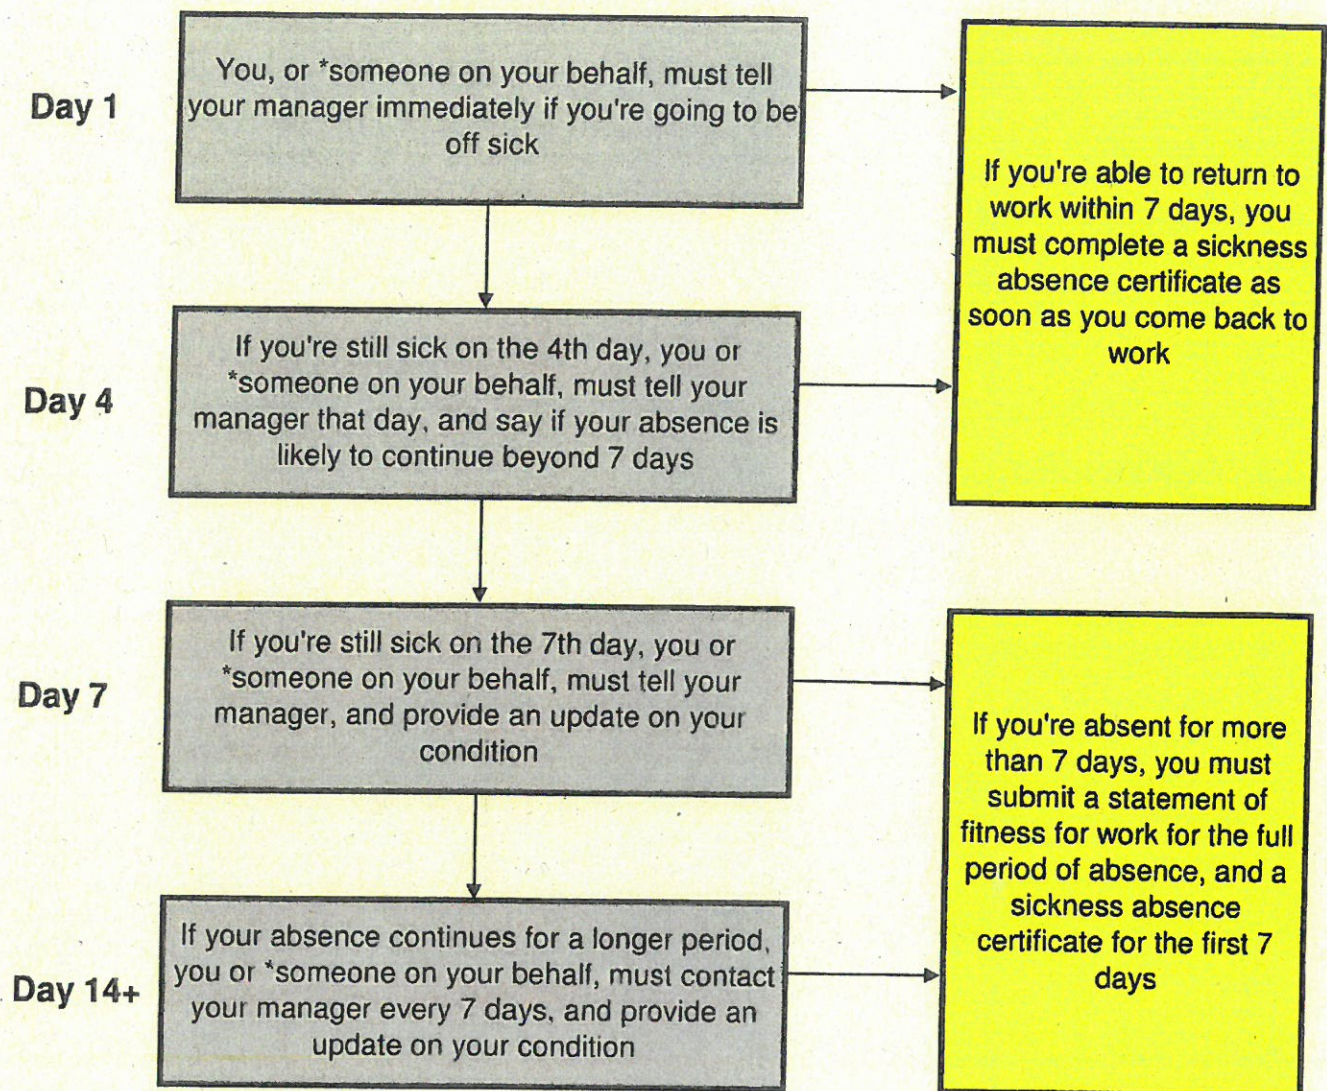 Day 1
You, or *someone on your behalf, must tell
your manager immediately if you're going to be
off sick
If you're able to return to
work within 7 days, you
must complete a sickness
absence certificate as
soon as you come back to
work
Day 4
If you're still sick on the 4th day, you or
*someone on your behalf, must tell your
manager that day, and say if your absence is
likely to continue beyond 7 days
Day 7
If you're still sick on the 7th day, you or
*someone on your behalf, must tell your
manager, and provide an update on your
condition
If you're absent for more
than 7 days, you must
submit a statement of
fitness for work for the full
period of absence, and a
sickness absence
certificate for the first 7
days
Day 14+
If your absence continues for a longer period,
you or *someone on your behalf, must contact
your manager every 7 days, and provide an
update on your condition